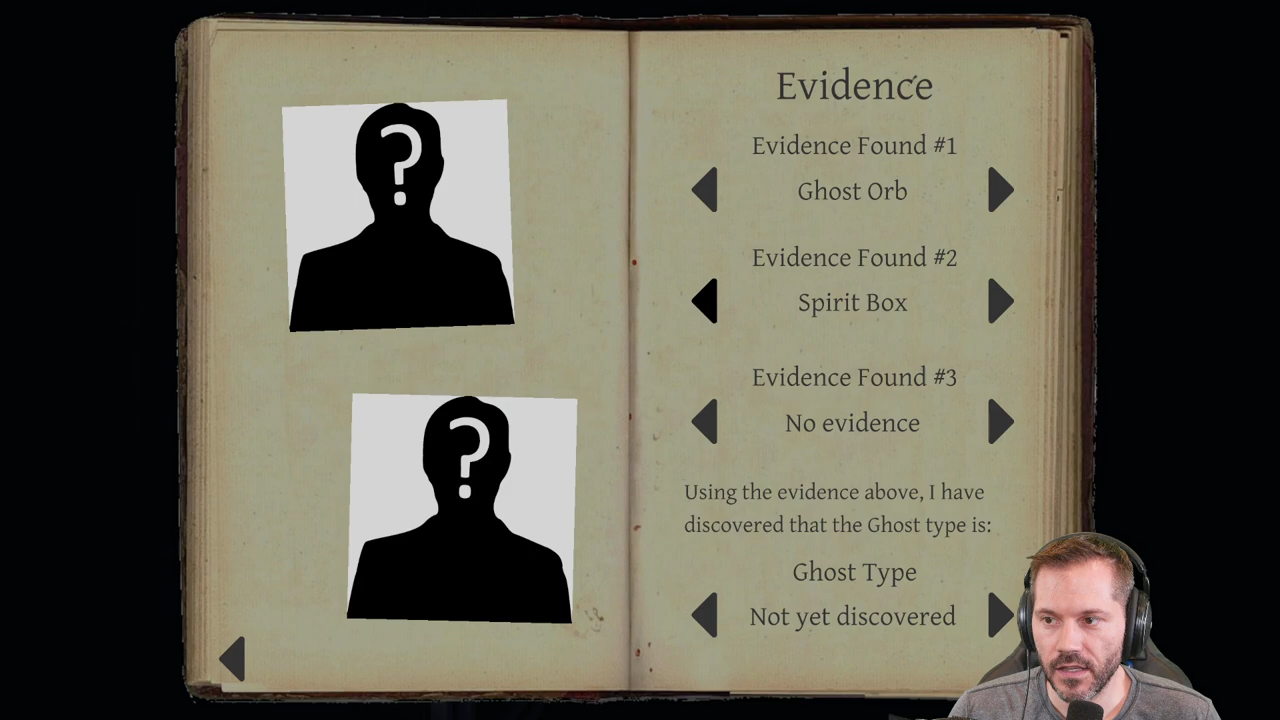 ?
?
Evidence
Evidence Found #1
Ghost Orb
Evidence Found #2
Spirit Box
Evidence Found #3
No evidence
Using the evidence above, I have
discovered that the Ghost type is:
Ghost Type
Not yet discovered